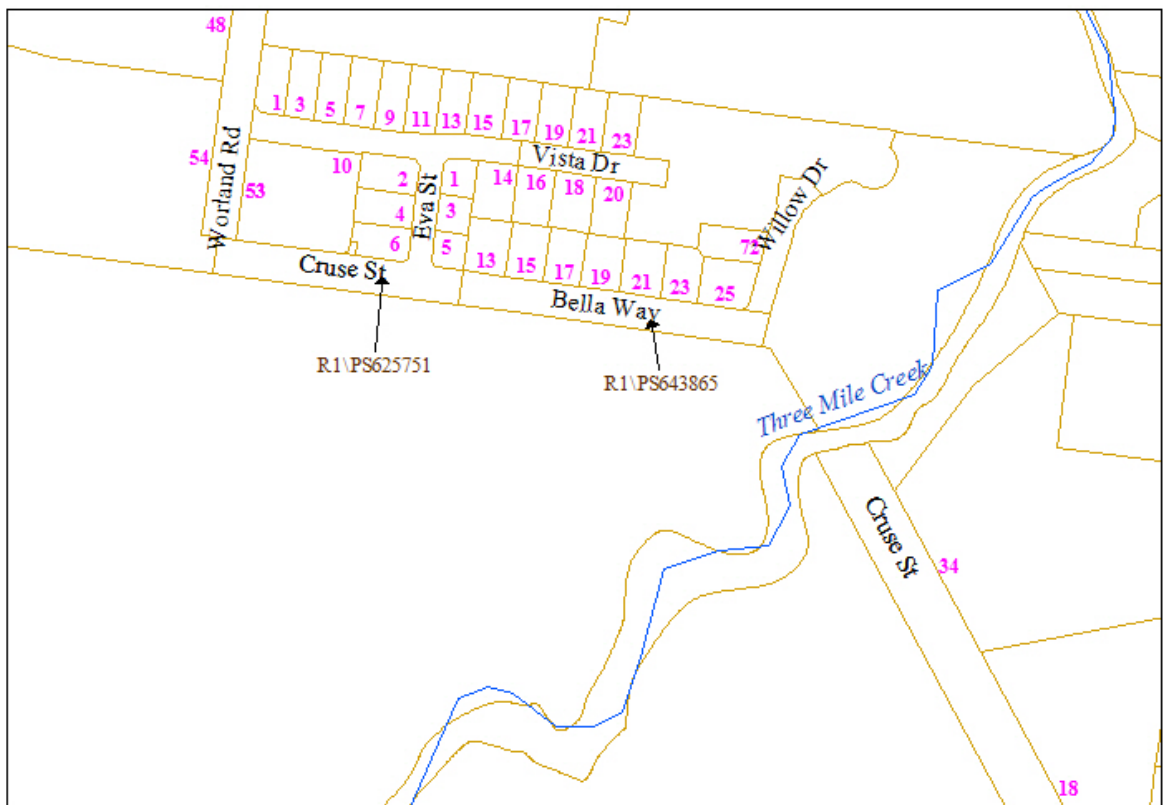 48
1 3 5 7 9 11 13 15 17 19 21 23
Vista Dr
54
Worland Rd
53
10
2
Eva St
1
14 16 18 20
4
3
6
5
13 15 17 19 21 23 25
72
Willow Dr
Cruse St
Bella Way
R1\PS625751
R1\PS643865
Three Mile Creek
Cruse St
34
18